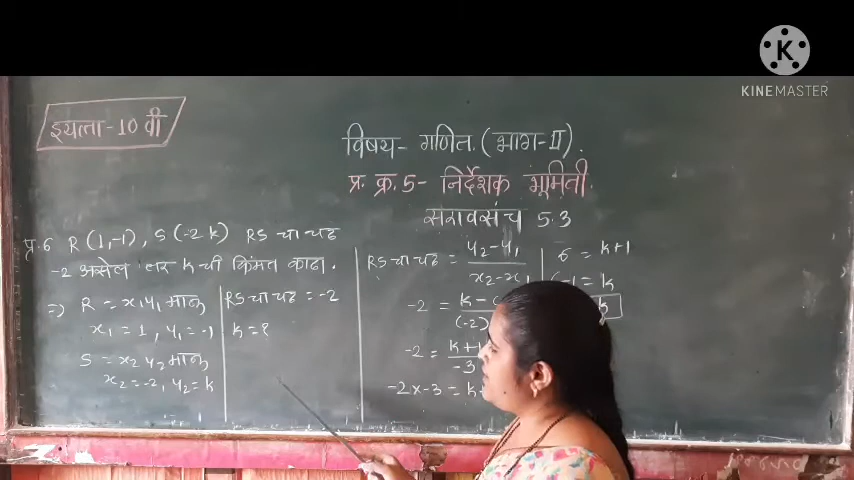 K
KINEMASTER
इयत्ता-10 वी
विषय- गणित.(भाग-II).
प्र. क्र. 5- निर्देशक भूमिती.
सरावसंच 5.3
प्र.6 R (1,-1), S (-2 k) RS चा चढ
-2 असेल तर k ची किंमत काढा.
=> R = x1 y1 मानू
x1 = 1, y1 = -1
S = x2 y2 मानू
x2 = -2, y2 = k
RS चा चढ = -2
k = ?
RS चा चढ = y2 - y1
x2 - x1
-2 = k -
(-2)
-2 = k+1
-3
-2 x -3 = k
6 = k+1
-1 = k